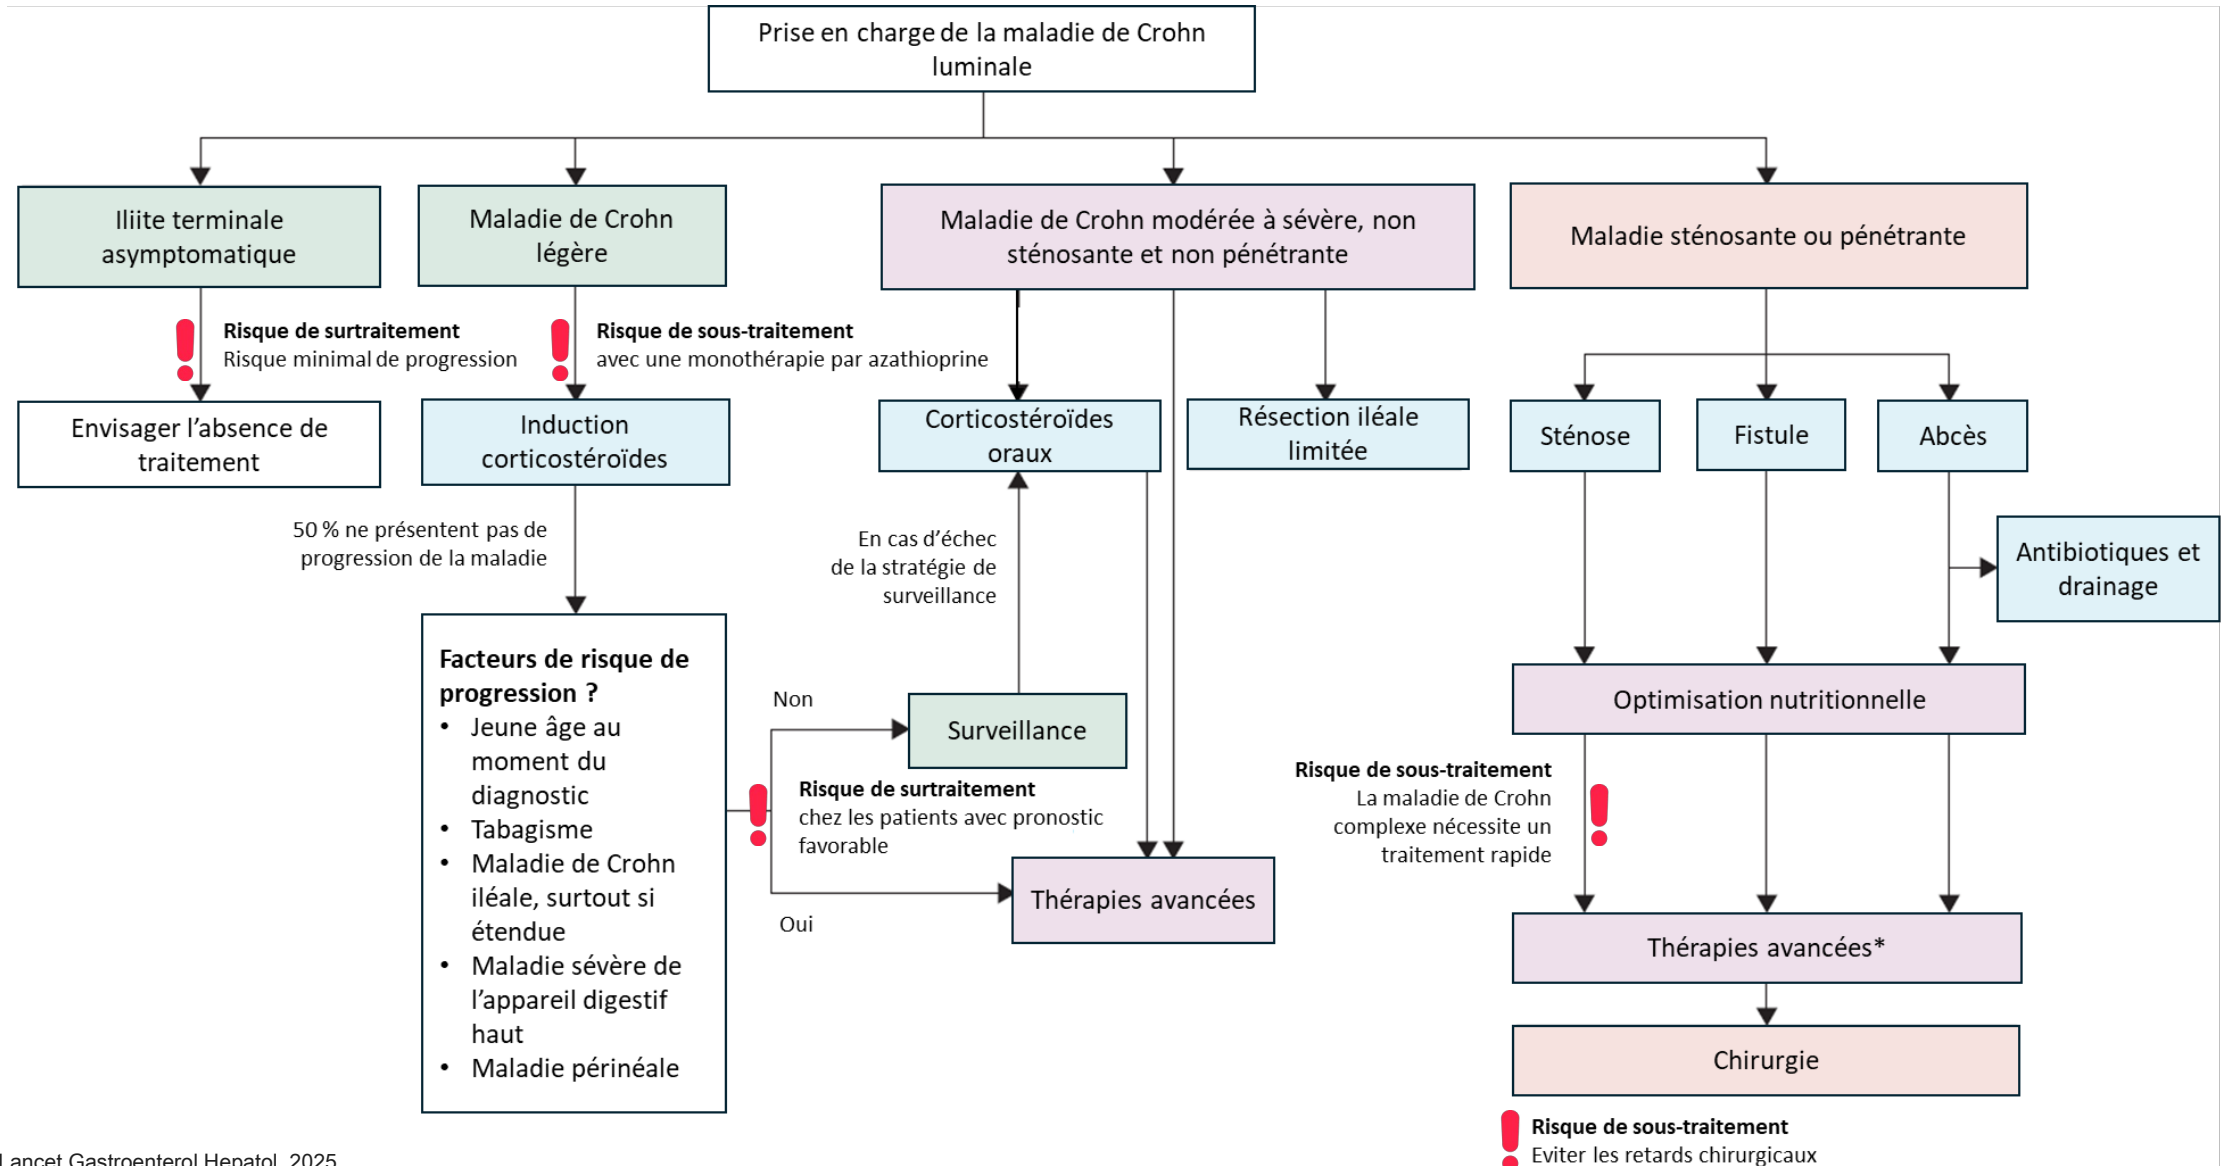 Prise en charge de la maladie de Crohn
luminale
Iliite terminale
asymptomatique
Maladie de Crohn
légère
Maladie de Crohn modérée à sévère, non
sténosante et non pénétrante
Maladie sténosante ou pénétrante
Risque de surtraitement
Risque minimal de progression
Risque de sous-traitement
avec une monothérapie par azathioprine
Envisager l’absence de
traitement
Induction
corticostéroïdes
Corticostéroïdes
oraux
Résection iléale
limitée
Sténose
Fistule
Abcès
50 % ne présentent pas de
progression de la maladie
En cas d’échec
de la stratégie de
surveillance
Antibiotiques et
drainage
Facteurs de risque de
progression ?
• Jeune âge au
moment du
diagnostic
• Tabagisme
• Maladie de Crohn
iléale, surtout si
étendue
• Maladie sévère de
l’appareil digestif
haut
• Maladie périnéale
Non
Surveillance
Risque de surtraitement
chez les patients avec pronostic
favorable
Oui
Thérapies avancées
Optimisation nutritionnelle
Risque de sous-traitement
La maladie de Crohn
complexe nécessite un
traitement rapide
Thérapies avancées*
Chirurgie
Risque de sous-traitement
Eviter les retards chirurgicaux
Lancet Gastroenterol Hepatol. 2025